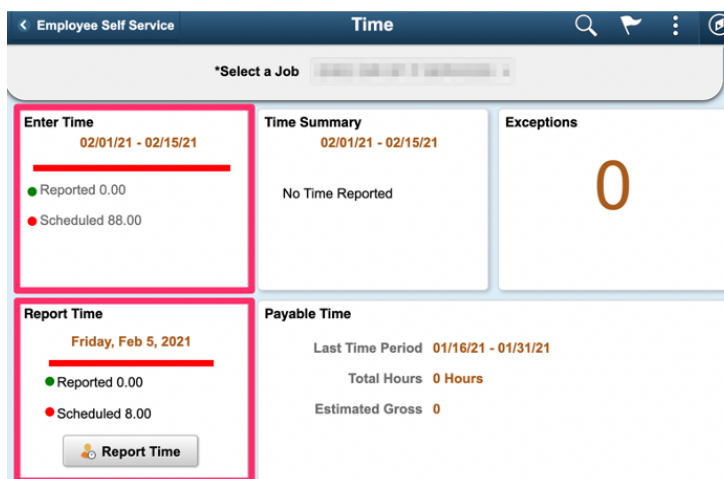 Employee Self Service
Time
*Select a Job
Enter Time
02/01/21 - 02/15/21
Reported 0.00
Scheduled 88.00
Time Summary
02/01/21 - 02/15/21
No Time Reported
Exceptions
0
Report Time
Friday, Feb 5, 2021
Reported 0.00
Scheduled 8.00
Report Time
Payable Time
Last Time Period 01/16/21 - 01/31/21
Total Hours 0 Hours
Estimated Gross 0